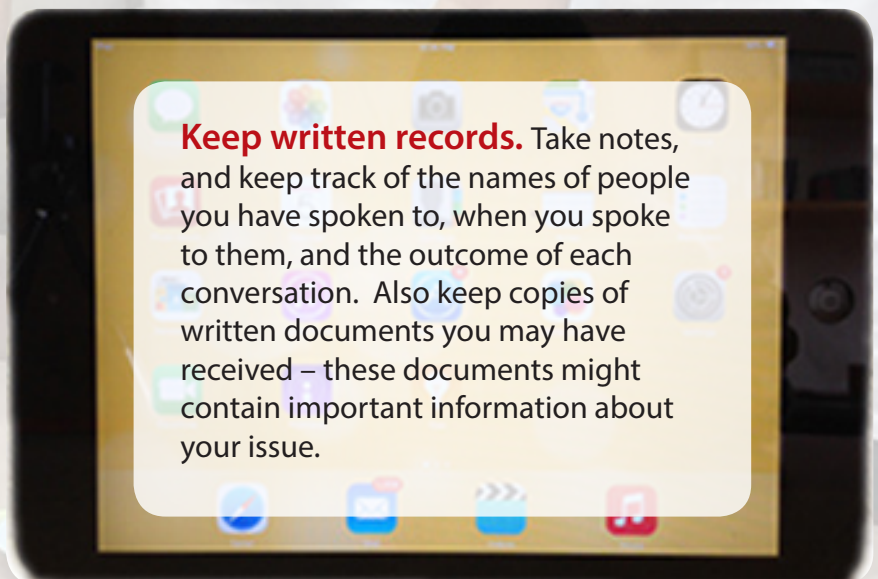 Keep written records. Take notes,
and keep track of the names of people
you have spoken to, when you spoke
to them, and the outcome of each
conversation.  Also keep copies of
written documents you may have
received – these documents might
contain important information about
your issue.